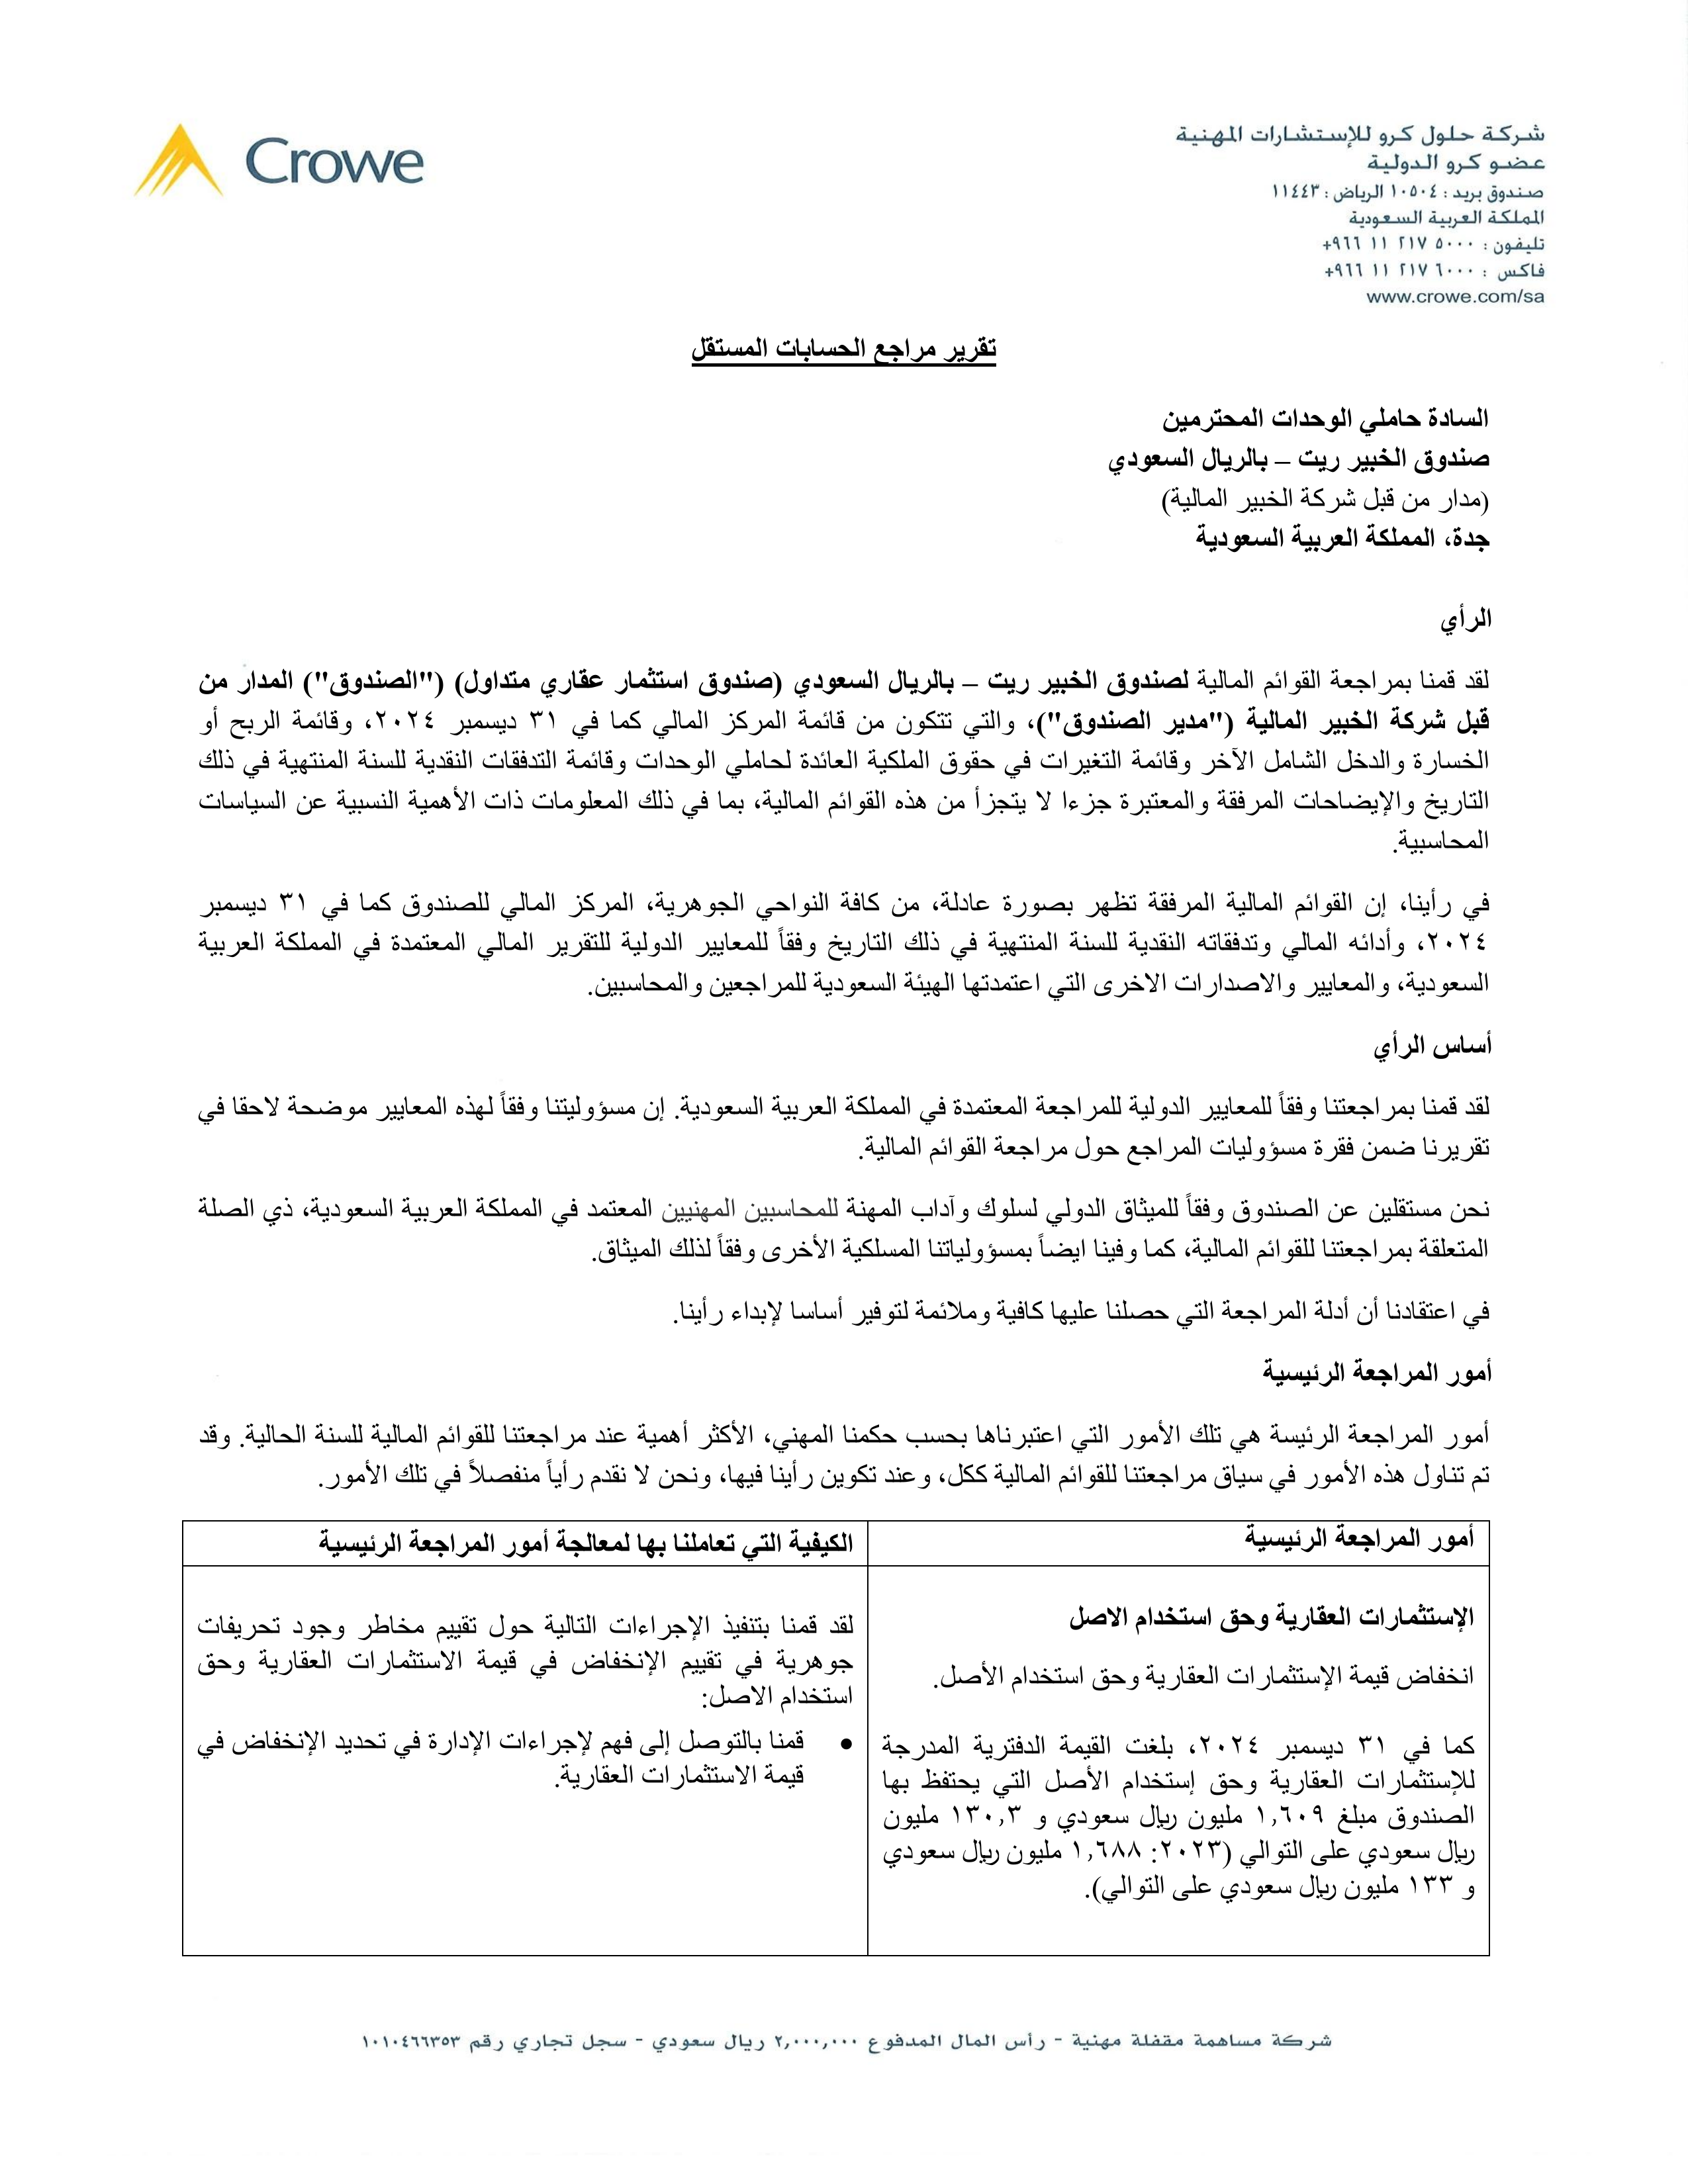 Crowe
شركة حلول كرو للإستشارات المهنية
عضو كرو الدولية
صندوق بريد : ١٠٥٠٤ الرياض : ١١٤٤٣
المملكة العربية السعودية
تليفون : ٥٠٠٠ ٢١٧ ١١ ٩٦٦+
فاكس : ٦٠٠٠ ٢١٧ ١١ ٩٦٦+
www.crowe.com/sa
تقرير مراجع الحسابات المستقل
السادة حاملي الوحدات المحترمين
صندوق الخبير ريت – بالريال السعودي
(مدار من قبل شركة الخبير المالية)
جدة، المملكة العربية السعودية
الرأي
لقد قمنا بمراجعة القوائم المالية لصندوق الخبير ريت – بالريال السعودي (صندوق استثمار عقاري متداول) ("الصندوق") المدار من
قبل شركة الخبير المالية ("مدير الصندوق")، والتي تتكون من قائمة المركز المالي كما في ٣١ ديسمبر ٢٠٢٤، وقائمة الربح أو
الخسارة والدخل الشامل الآخر وقائمة التغيرات في حقوق الملكية العائدة لحاملي الوحدات وقائمة التدفقات النقدية للسنة المنتهية في ذلك
التاريخ والإيضاحات المرفقة والمعتبرة جزءا لا يتجزأ من هذه القوائم المالية، بما في ذلك المعلومات ذات الأهمية النسبية عن السياسات
المحاسبية.
في رأينا، إن القوائم المالية المرفقة تظهر بصورة عادلة، من كافة النواحي الجوهرية، المركز المالي للصندوق كما في ٣١ ديسمبر
٢٠٢٤، وأدائه المالي وتدفقاته النقدية للسنة المنتهية في ذلك التاريخ وفقاً للمعايير الدولية للتقرير المالي المعتمدة في المملكة العربية
السعودية، والمعايير والاصدارات الاخرى التي اعتمدتها الهيئة السعودية للمراجعين والمحاسبين.
أساس الرأي
لقد قمنا بمراجعتنا وفقاً للمعايير الدولية للمراجعة المعتمدة في المملكة العربية السعودية. إن مسؤوليتنا وفقاً لهذه المعايير موضحة لاحقا في
تقريرنا ضمن فقرة مسؤوليات المراجع حول مراجعة القوائم المالية.
نحن مستقلين عن الصندوق وفقاً للميثاق الدولي لسلوك وآداب المهنة للمحاسبين المهنيين المعتمد في المملكة العربية السعودية، ذي الصلة
المتعلقة بمراجعتنا للقوائم المالية، كما وفينا ايضاً بمسؤولياتنا المسلكية الأخرى وفقاً لذلك الميثاق.
في اعتقادنا أن أدلة المراجعة التي حصلنا عليها كافية وملائمة لتوفير أساسا لإبداء رأينا.
أمور المراجعة الرئيسية
أمور المراجعة الرئيسة هي تلك الأمور التي اعتبرناها بحسب حكمنا المهني، الأكثر أهمية عند مراجعتنا للقوائم المالية للسنة الحالية. وقد
تم تناول هذه الأمور في سياق مراجعتنا للقوائم المالية ككل، وعند تكوين رأينا فيها، ونحن لا نقدم رأياً منفصلاً في تلك الأمور.
أمور المراجعة الرئيسية
الإستثمارات العقارية وحق استخدام الاصل
انخفاض قيمة الإستثمارات العقارية وحق استخدام الأصل.
كما في ٣١ ديسمبر ٢٠٢٤، بلغت القيمة الدفترية المدرجة
للإستثمارات العقارية وحق إستخدام الأصل التي يحتفظ بها
الصندوق مبلغ ١,٦٠٩ مليون ريال سعودي و ١٣٠,٣ مليون
ريال سعودي على التوالي (٢٠٢٣: ١,٦٨٨ مليون ريال سعودي
و ١٣٣ مليون ريال سعودي على التوالي).
الكيفية التي تعاملنا بها لمعالجة أمور المراجعة الرئيسية
لقد قمنا بتنفيذ الإجراءات التالية حول تقييم مخاطر وجود تحريفات
جوهرية في تقييم الإنخفاض في قيمة الاستثمارات العقارية وحق
استخدام الاصل:
• قمنا بالتوصل إلى فهم لإجراءات الإدارة في تحديد الإنخفاض في
قيمة الاستثمارات العقارية.
شركة مساهمة مقفلة مهنية - رأس المال المدفوع ٢,٠٠٠,٠٠٠ ريال سعودي - سجل تجاري رقم ١٠١٠٤٦٦٣٥٣